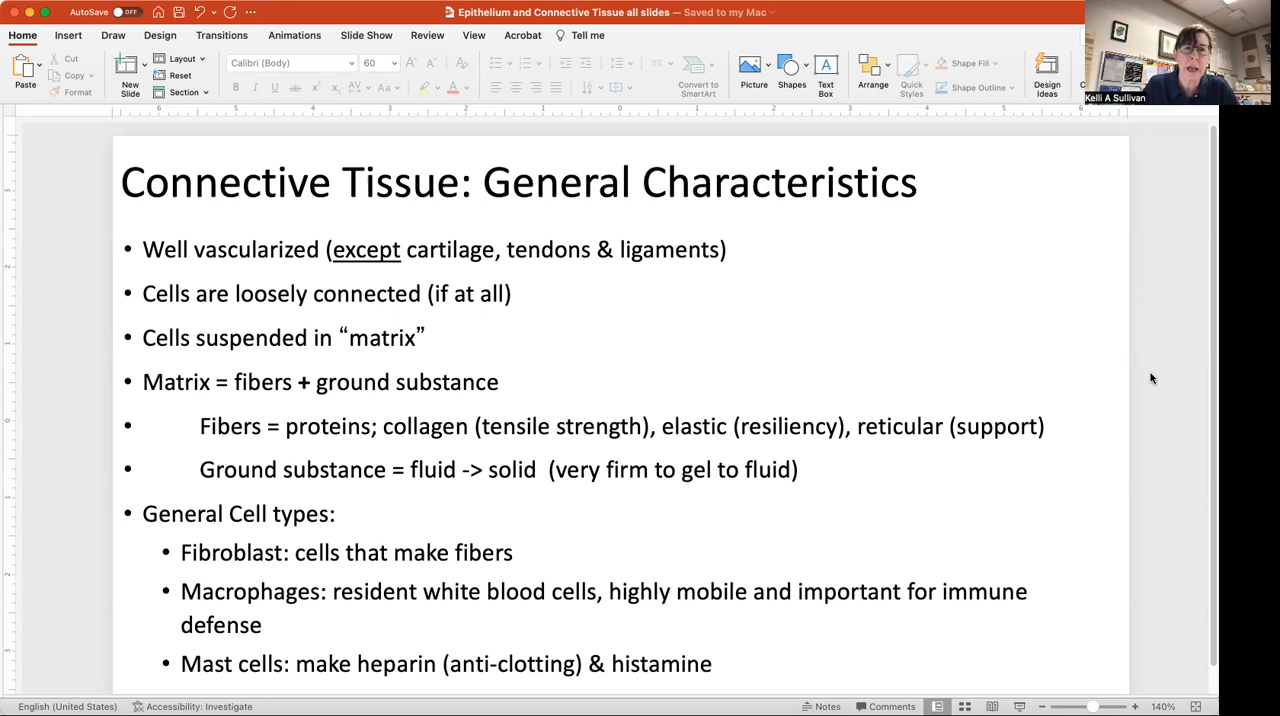 AutoSave OFF
Epithelium and Connective Tissue all slides — Saved to my Mac
Home Insert Draw Design Transitions Animations Slide Show Review View Acrobat Tell me
Paste
Cut
Copy
Format
New Slide
Layout
Reset
Section
Calibri (Body) 60
Convert to SmartArt
Picture
Shapes
Text Box
Arrange
Quick Styles
Shape Fill
Shape Outline
Design Ideas
Kelli A Sullivan
Connective Tissue: General Characteristics
• Well vascularized (except cartilage, tendons & ligaments)
• Cells are loosely connected (if at all)
• Cells suspended in “matrix”
• Matrix = fibers + ground substance
• Fibers = proteins; collagen (tensile strength), elastic (resiliency), reticular (support)
• Ground substance = fluid -> solid (very firm to gel to fluid)
• General Cell types:
• Fibroblast: cells that make fibers
• Macrophages: resident white blood cells, highly mobile and important for immune
defense
• Mast cells: make heparin (anti-clotting) & histamine
English (United States) Accessibility: Investigate Notes Comments 140%